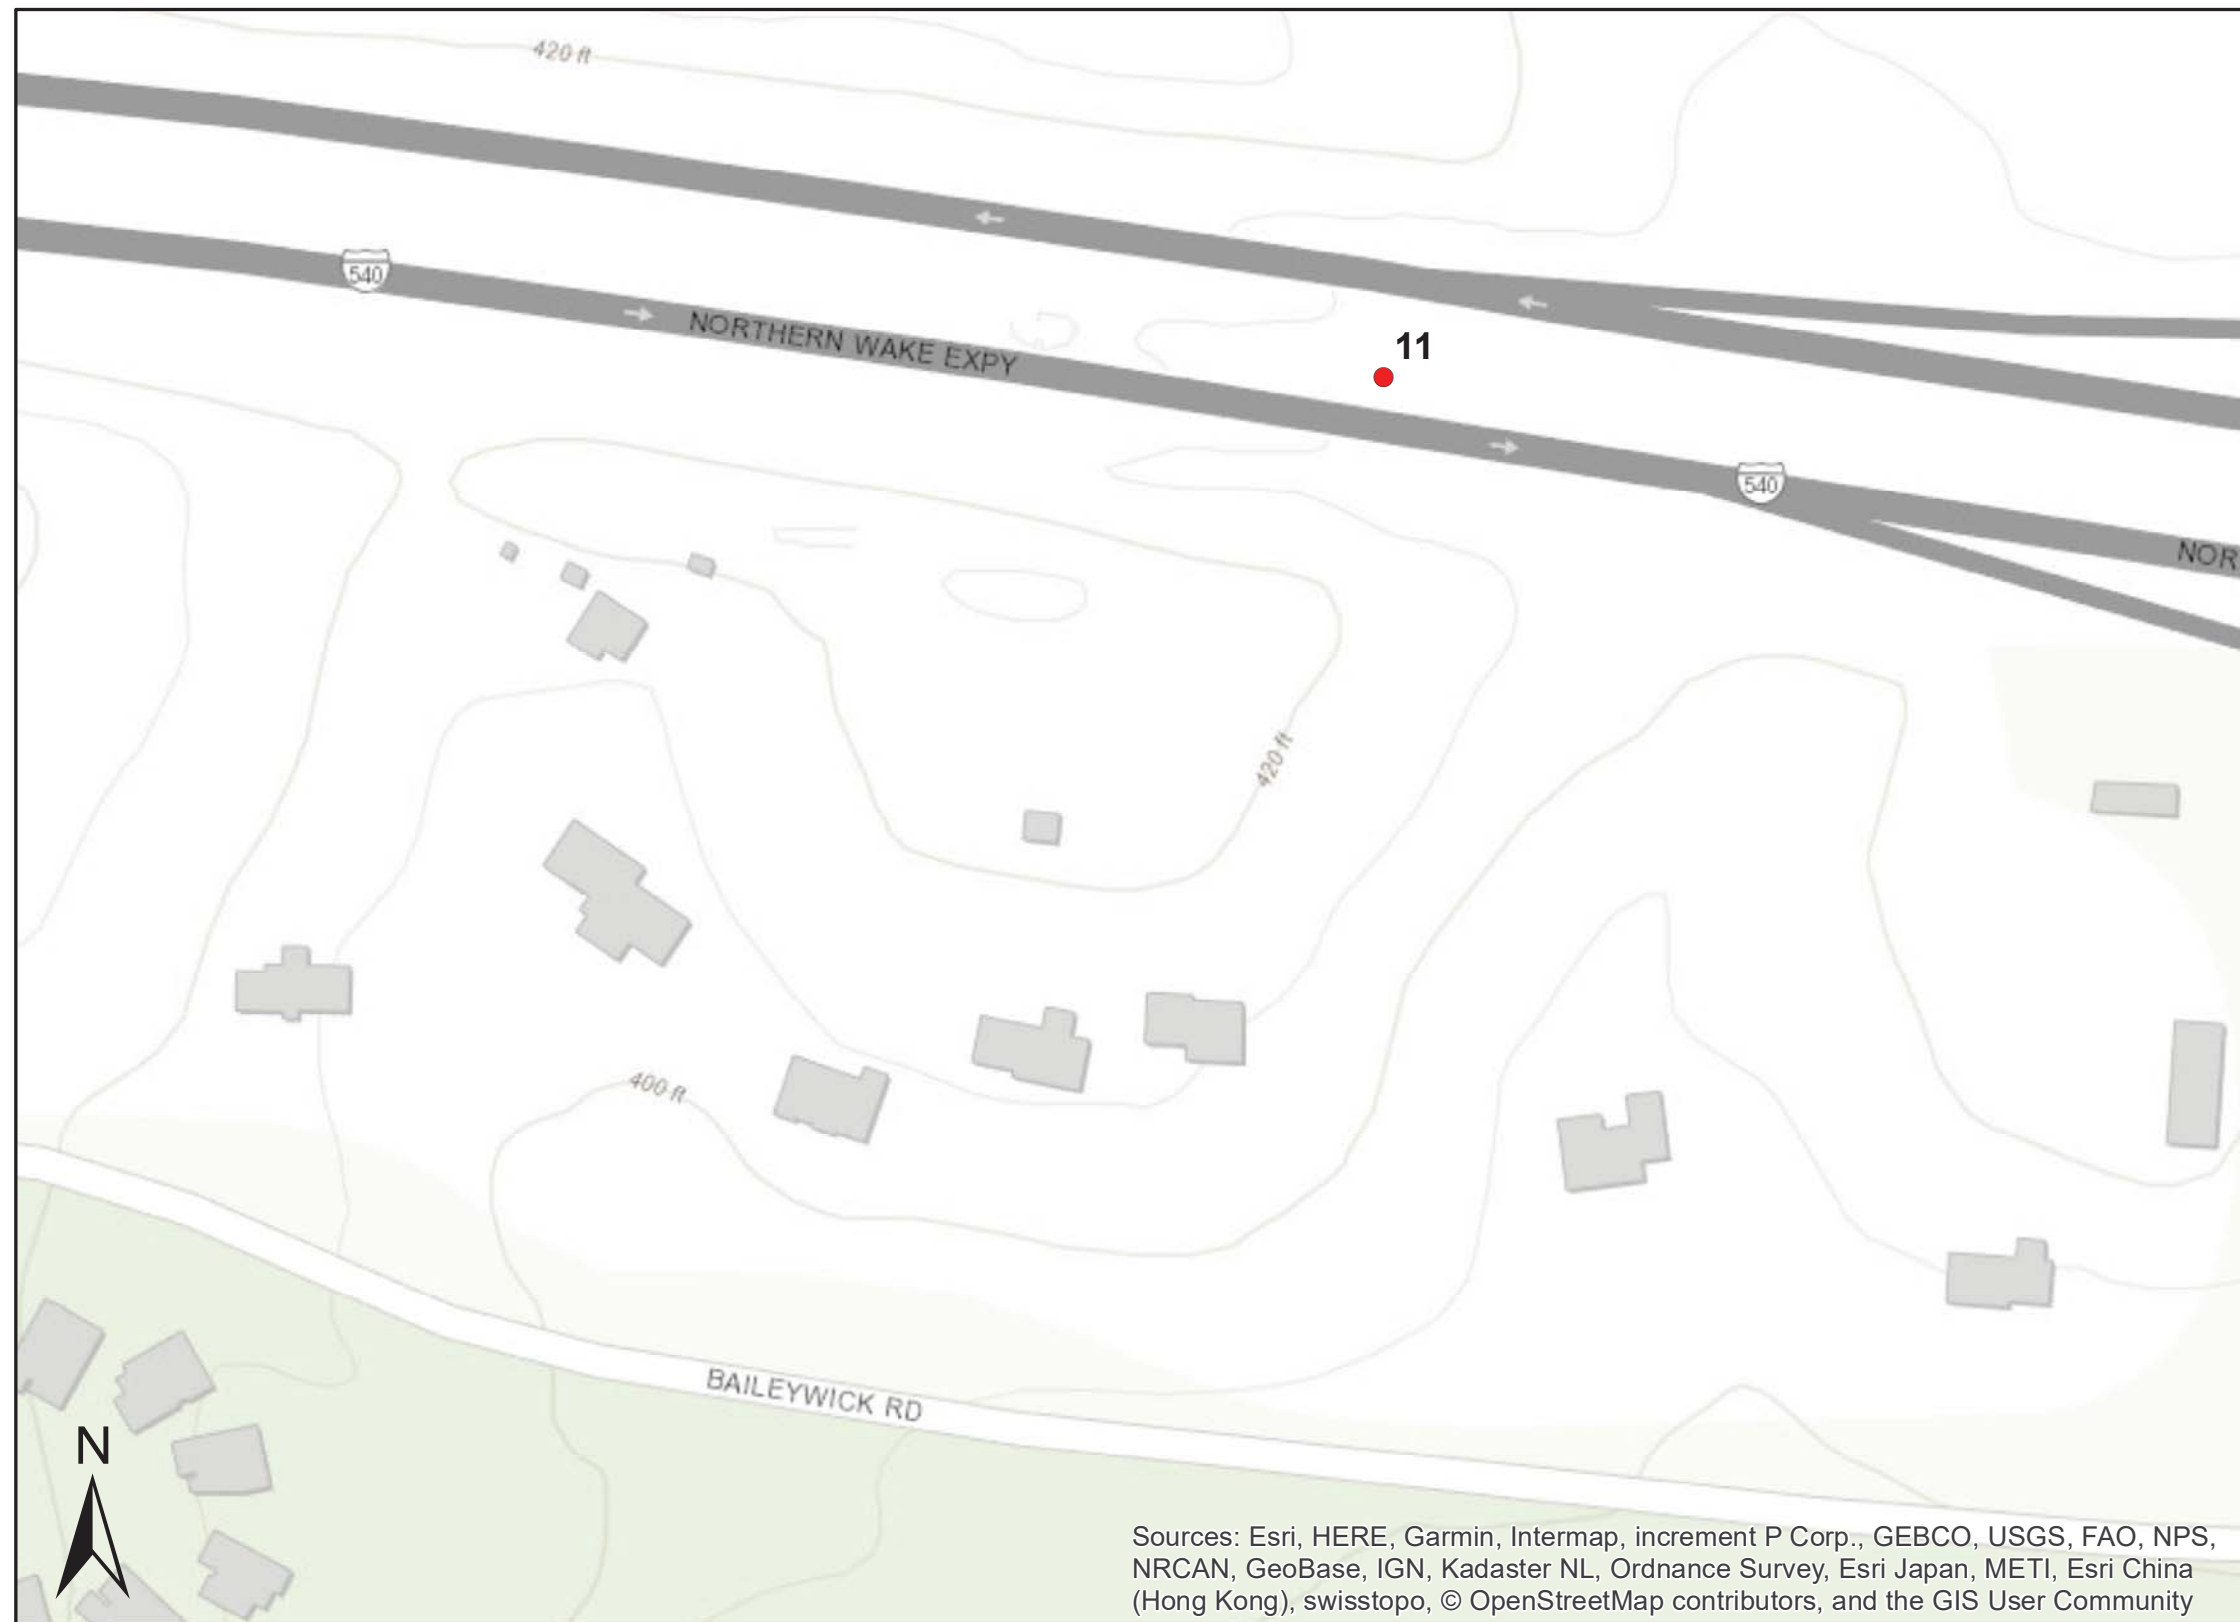 420 ft
540
NORTHERN WAKE EXPY
11
540
NOR
420 ft
400 ft
BAILEYWICK RD
N
Sources: Esri, HERE, Garmin, Intermap, increment P Corp., GEBCO, USGS, FAO, NPS,
NRCAN, GeoBase, IGN, Kadaster NL, Ordnance Survey, Esri Japan, METI, Esri China
(Hong Kong), swisstopo, © OpenStreetMap contributors, and the GIS User Community